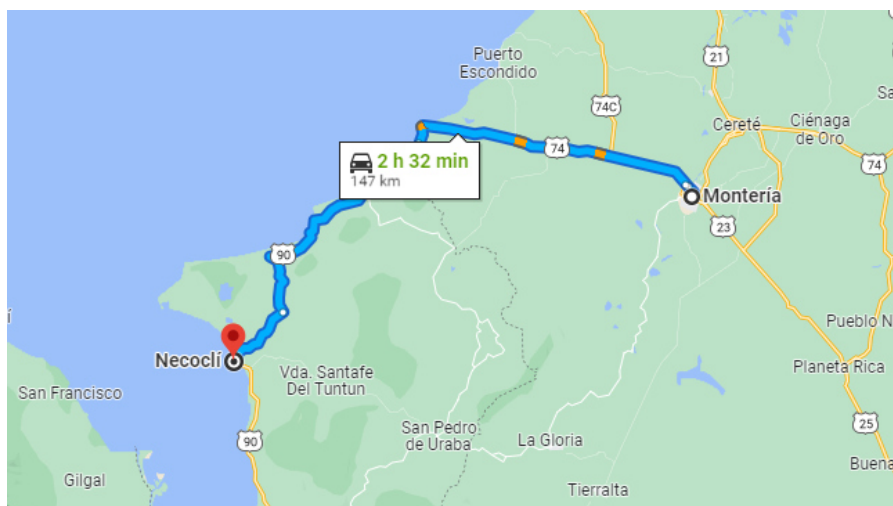 Puerto
Escondido
21
74C
Cereté
Ciénaga
de Oro
2 h 32 min
147 km
74
74
Montería
23
90
Necoclí
Pueblo N
Vda. Santafe
Del Tuntun
Planeta Rica
San Francisco
San Pedro
de Uraba
La Gloria
25
90
Buena
Gilgal
Tierralta
Sa
í